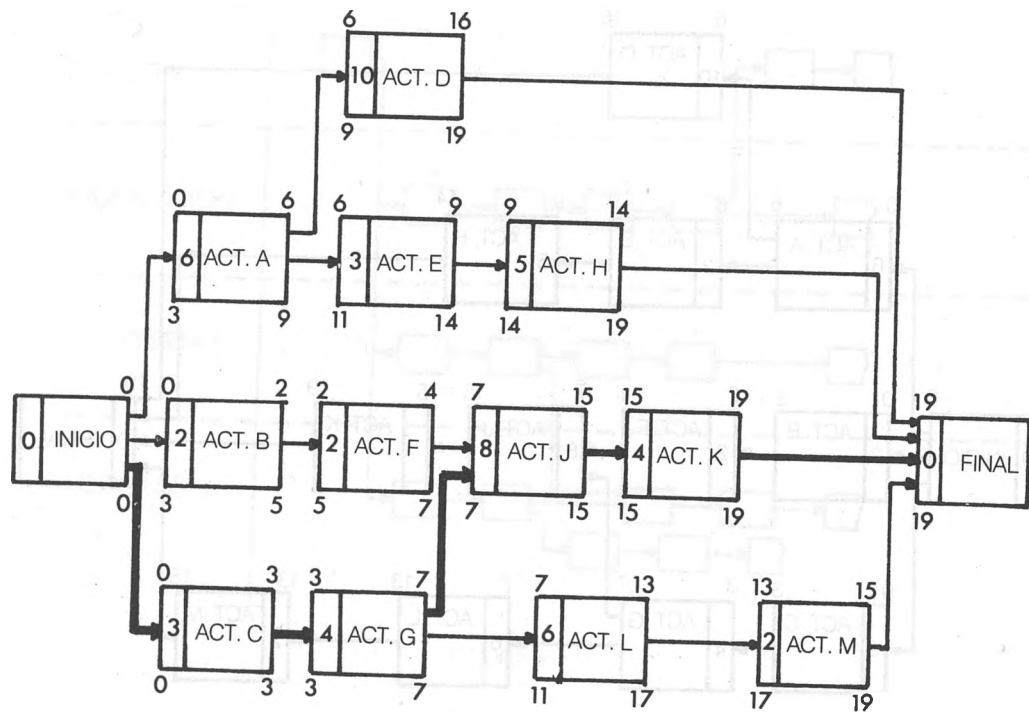 6 16
10 ACT. D
9 19
0 6
6 ACT. A
3 9
6 9
3 ACT. E
11 14
9 14
5 ACT. H
14 19
0
0 INICIO
0
0 2
2 ACT. B
3 5
2 4
2 ACT. F
5 7
7 15
8 ACT. J
7 15
15 19
4 ACT. K
15 19
19
0 FINAL
19
0 3
3 ACT. C
0 3
3 7
4 ACT. G
3 7
7 13
6 ACT. L
11 17
13 15
2 ACT. M
17 19